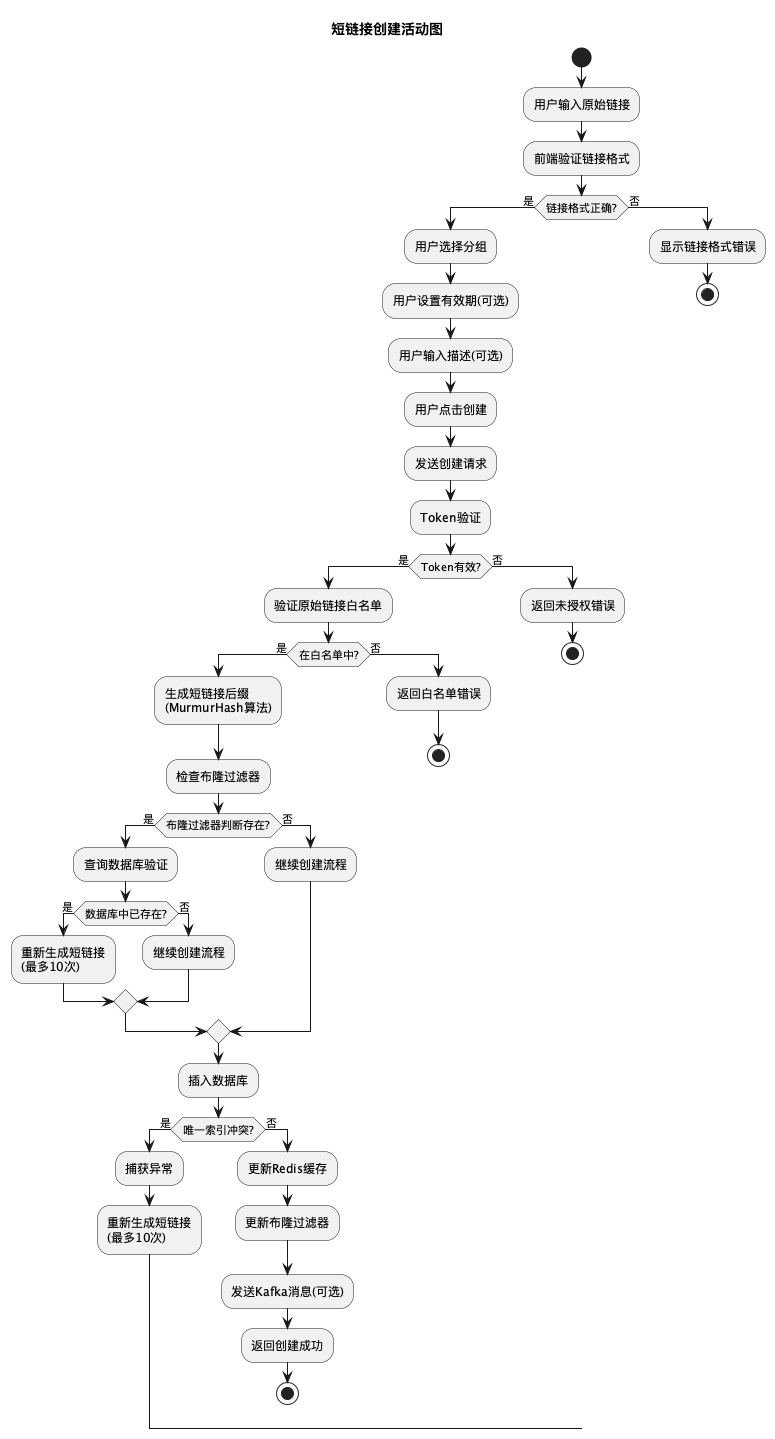 短链接创建活动图
用户输入原始链接
前端验证链接格式
是
链接格式正确?
否
用户选择分组
显示链接格式错误
用户设置有效期(可选)
用户输入描述(可选)
用户点击创建
发送创建请求
Token验证
是
Token有效?
否
验证原始链接白名单
返回未授权错误
是
在白名单中?
否
生成短链接后缀
(MurmurHash算法)
返回白名单错误
检查布隆过滤器
是
布隆过滤器判断存在?
否
查询数据库验证
继续创建流程
是
数据库中已存在?
否
重新生成短链接
(最多10次)
继续创建流程
插入数据库
是
唯一索引冲突?
否
捕获异常
更新Redis缓存
重新生成短链接
(最多10次)
更新布隆过滤器
发送Kafka消息(可选)
返回创建成功